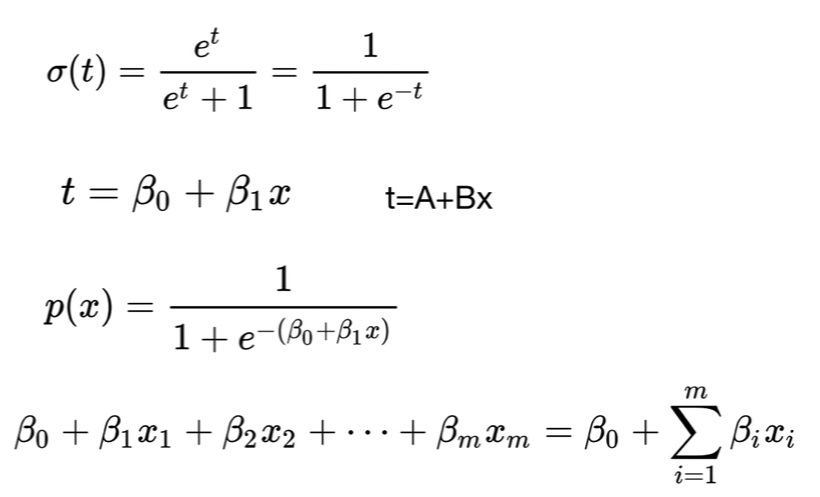 σ(t) = e^t / (e^t + 1) = 1 / (1 + e^{-t})
t = β₀ + β₁x t=A+Bx
p(x) = 1 / (1 + e^{-(β₀+β₁x)})
β₀ + β₁x₁ + β₂x₂ + ⋯ + βₘxₘ = β₀ + ∑_{i=1}^{m} βᵢxᵢ